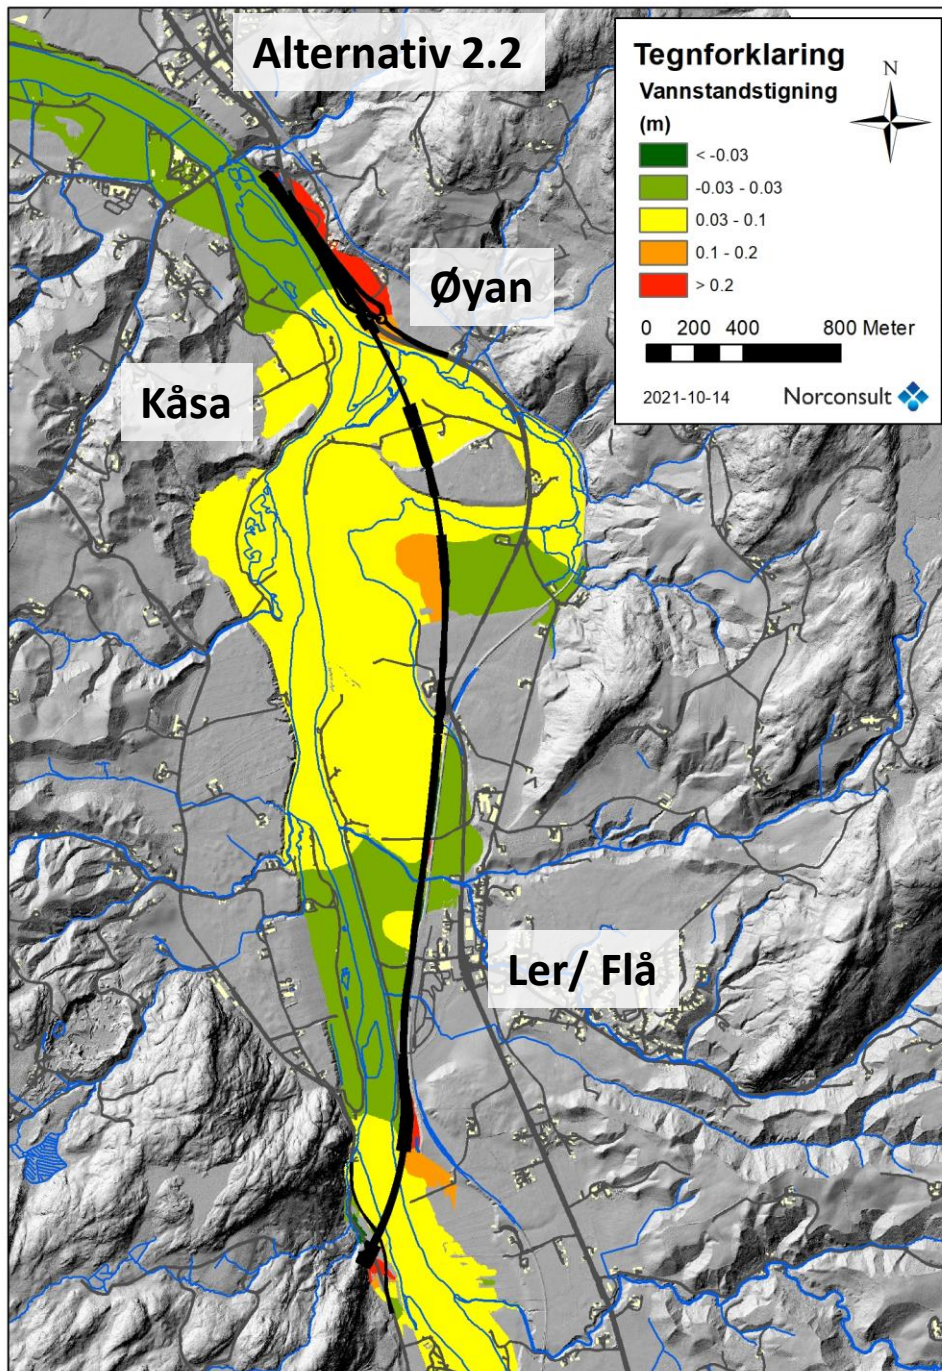 Alternativ 2.2
Tegnforklaring
Vannstandstigning
(m)
N
< -0.03
-0.03 - 0.03
0.03 - 0.1
0.1 - 0.2
> 0.2
0 200 400 800 Meter
2021-10-14 Norconsult
Øyan
Kåsa
Ler/ Flå